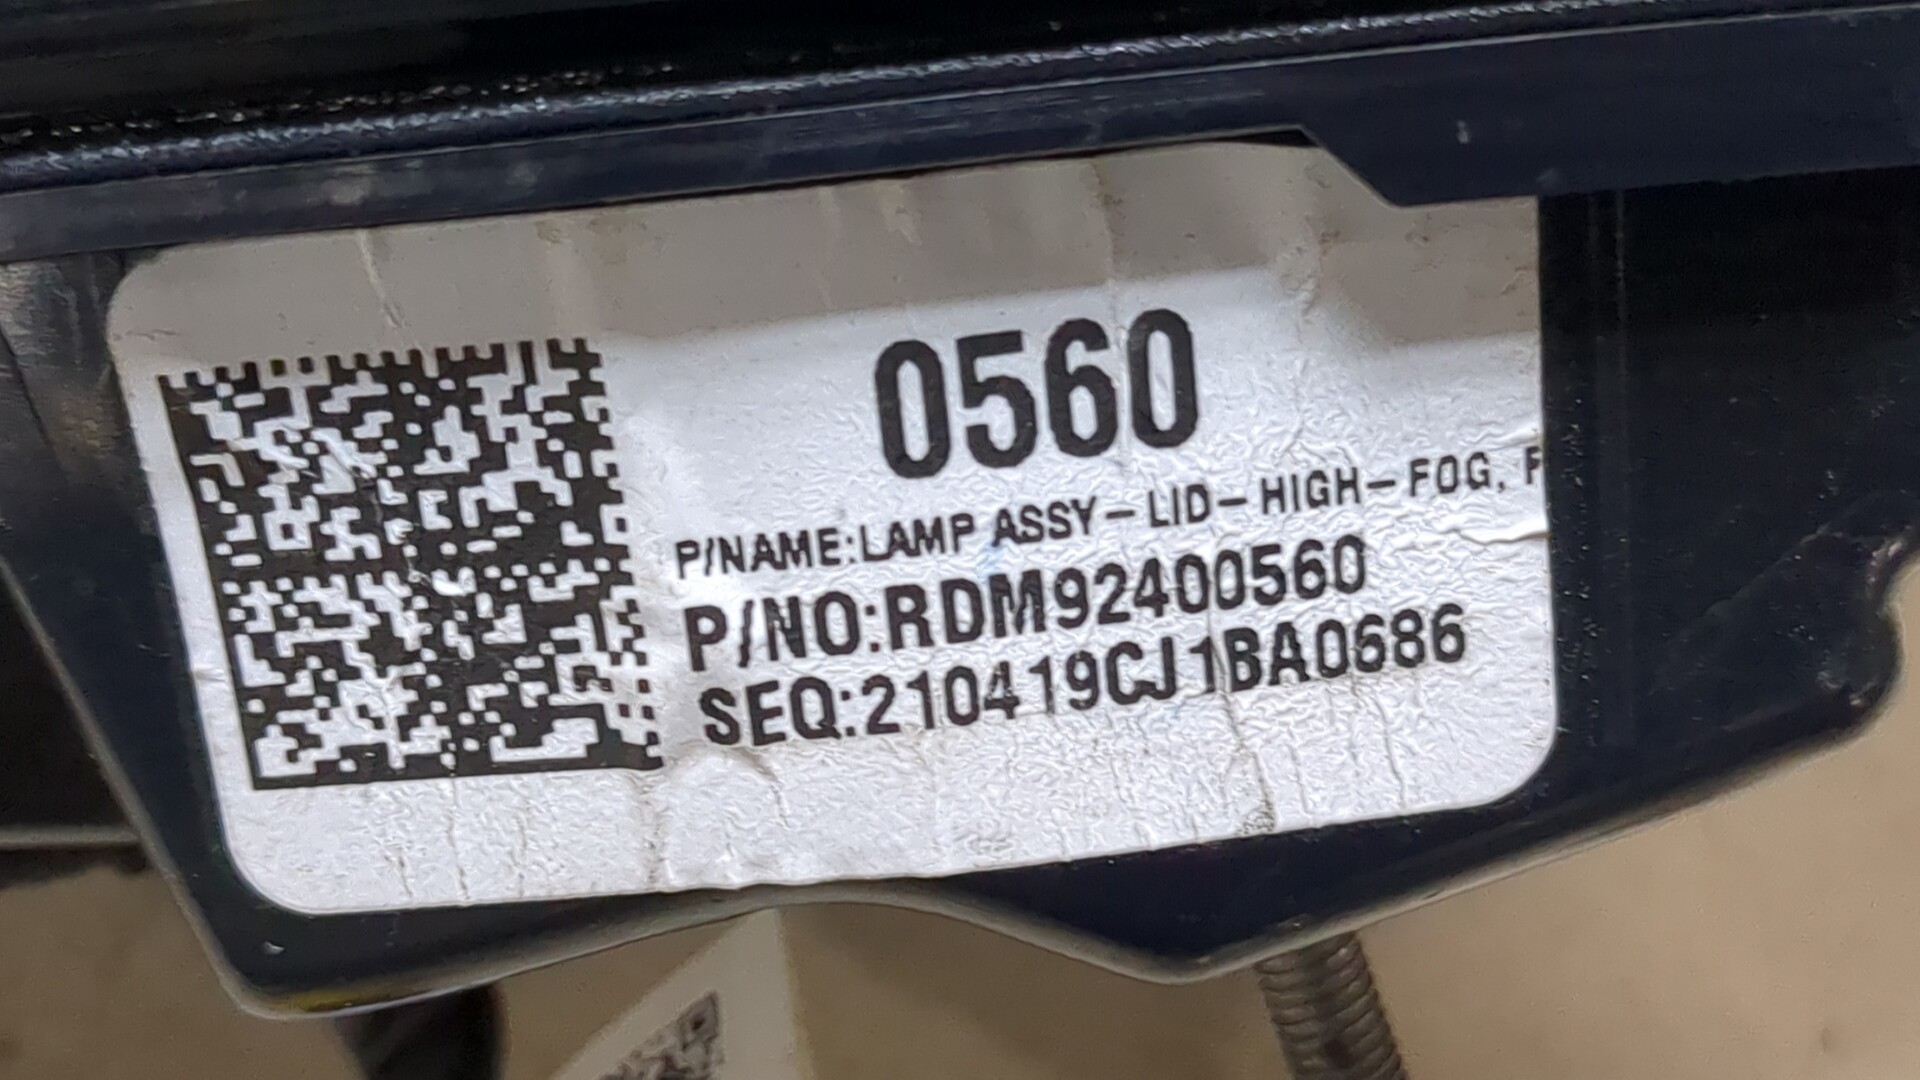 0560
P/NAME:LAMP ASSY-LID-HIGH-FOG, F
P/NO:RDM92400560
SEQ:210419CJ1BA0686